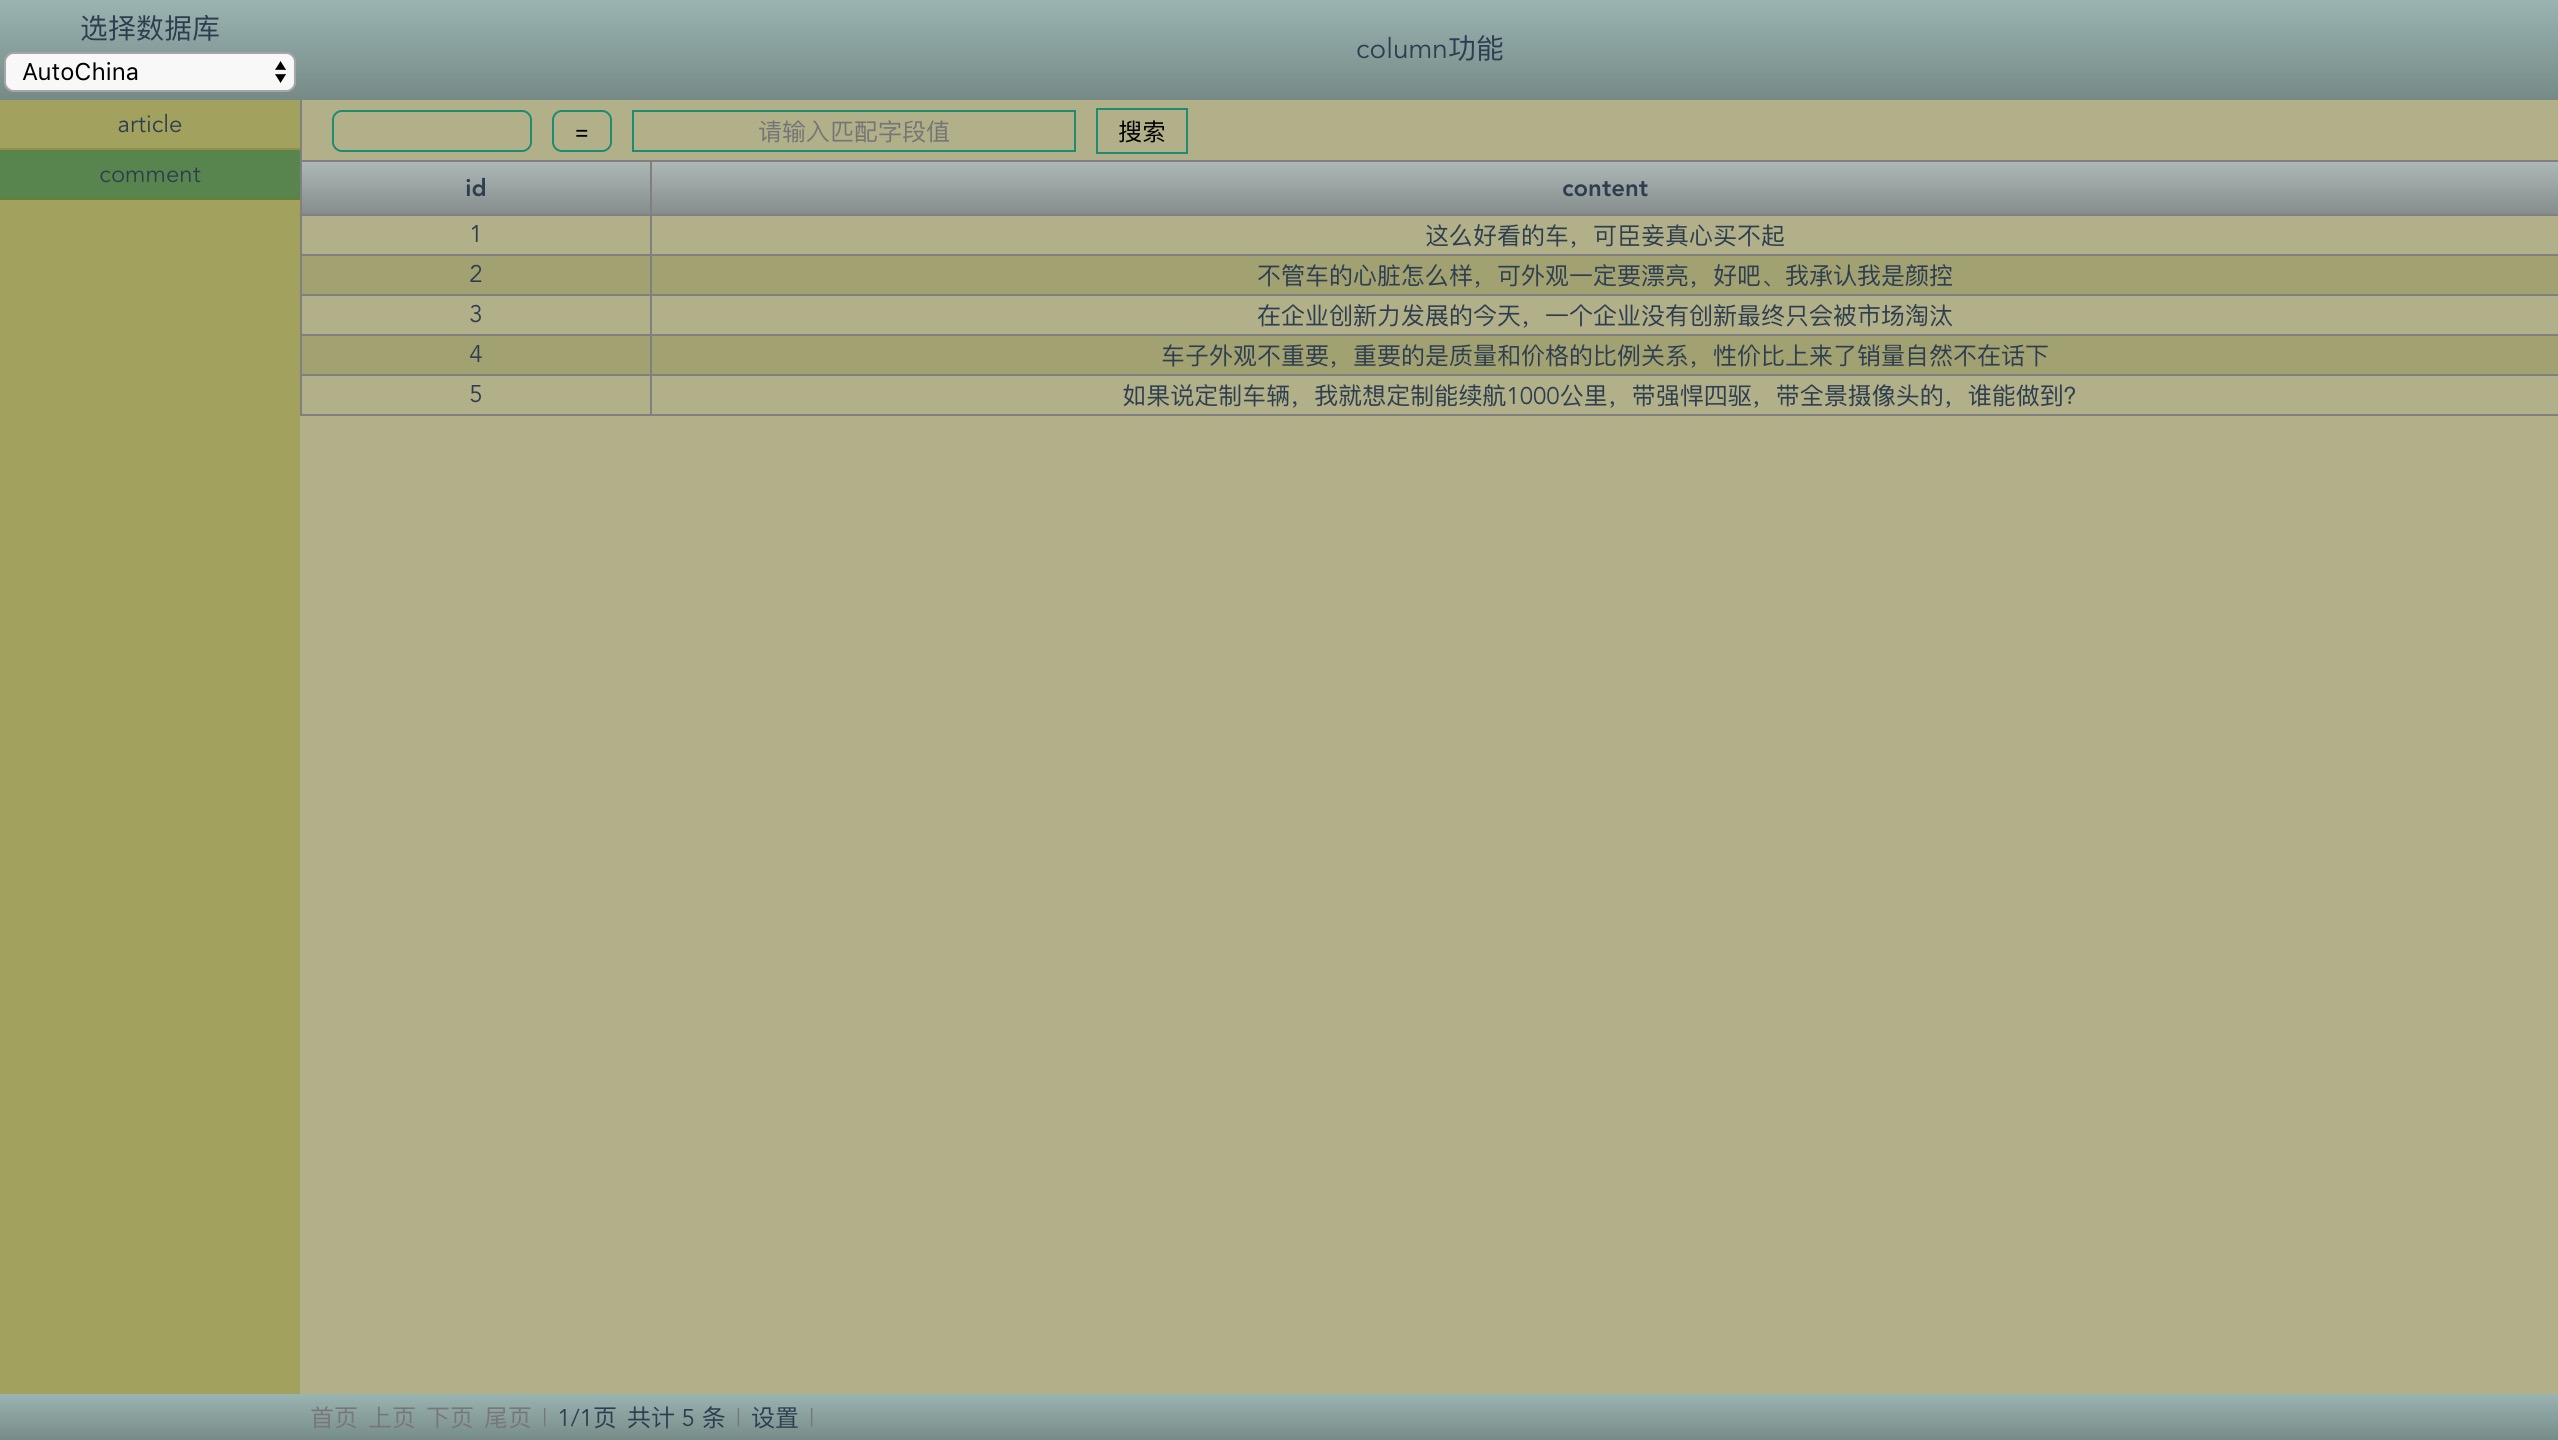 选择数据库
AutoChina
column功能
article
comment
= 请输入匹配字段值 搜索
id content
1 这么好看的车，可臣妾真心买不起
2 不管车的心脏怎么样，可外观一定要漂亮，好吧、我承认我是颜控
3 在企业创新力发展的今天，一个企业没有创新最终只会被市场淘汰
4 车子外观不重要，重要的是质量和价格的比例关系，性价比上来了销量自然不在话下
5 如果说定制车辆，我就想定制能续航1000公里，带强悍四驱，带全景摄像头的，谁能做到？
首页 上页 下页 尾页 | 1/1页 共计 5 条 | 设置 |